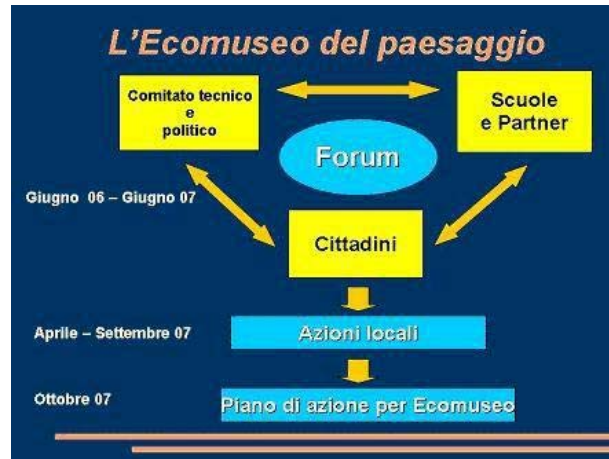 L'Ecomuseo del paesaggio
Comitato tecnico
e
politico
Scuole
e Partner
Forum
Giugno 06 – Giugno 07
Cittadini
Aprile – Settembre 07
Azioni locali
Ottobre 07
Piano di azione per Ecomuseo